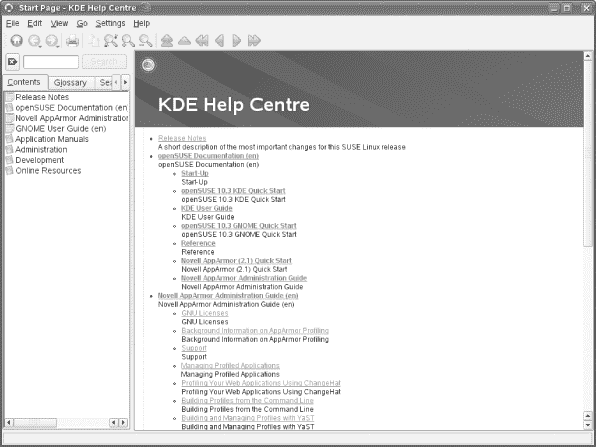 Start Page - KDE Help Centre
File Edit View Go Settings Help
Search
Contents Glossary
Release Notes
openSUSE Documentation (en
Novell AppArmor Administration
GNOME User Guide (en)
Application Manuals
Administration
Development
Online Resources
KDE Help Centre
Release Notes
A short description of the most important changes for this SUSE Linux release
openSUSE Documentation (en)
openSUSE Documentation (en)
Start-Up
Start-Up
openSUSE 10.3 KDE Quick Start
openSUSE 10.3 KDE Quick Start
KDE User Guide
KDE User Guide
openSUSE 10.3 GNOME Quick Start
openSUSE 10.3 GNOME Quick Start
Reference
Reference
Novell AppArmor (2.1) Quick Start
Novell AppArmor (2.1) Quick Start
Novell AppArmor Administration Guide
Novell AppArmor Administration Guide
Novell AppArmor Administration Guide (en)
Novell AppArmor Administration Guide (en)
GNU Licenses
GNU Licenses
Background Information on AppArmor Profiling
Background Information on AppArmor Profiling
Support
Support
Managing Profiled Applications
Managing Profiled Applications
Profiling Your Web Applications Using ChangeHat
Profiling Your Web Applications Using ChangeHat
Building Profiles from the Command Line
Building Profiles from the Command Line
Building and Managing Profiles with YaST
Building and Managing Profiles with YaST